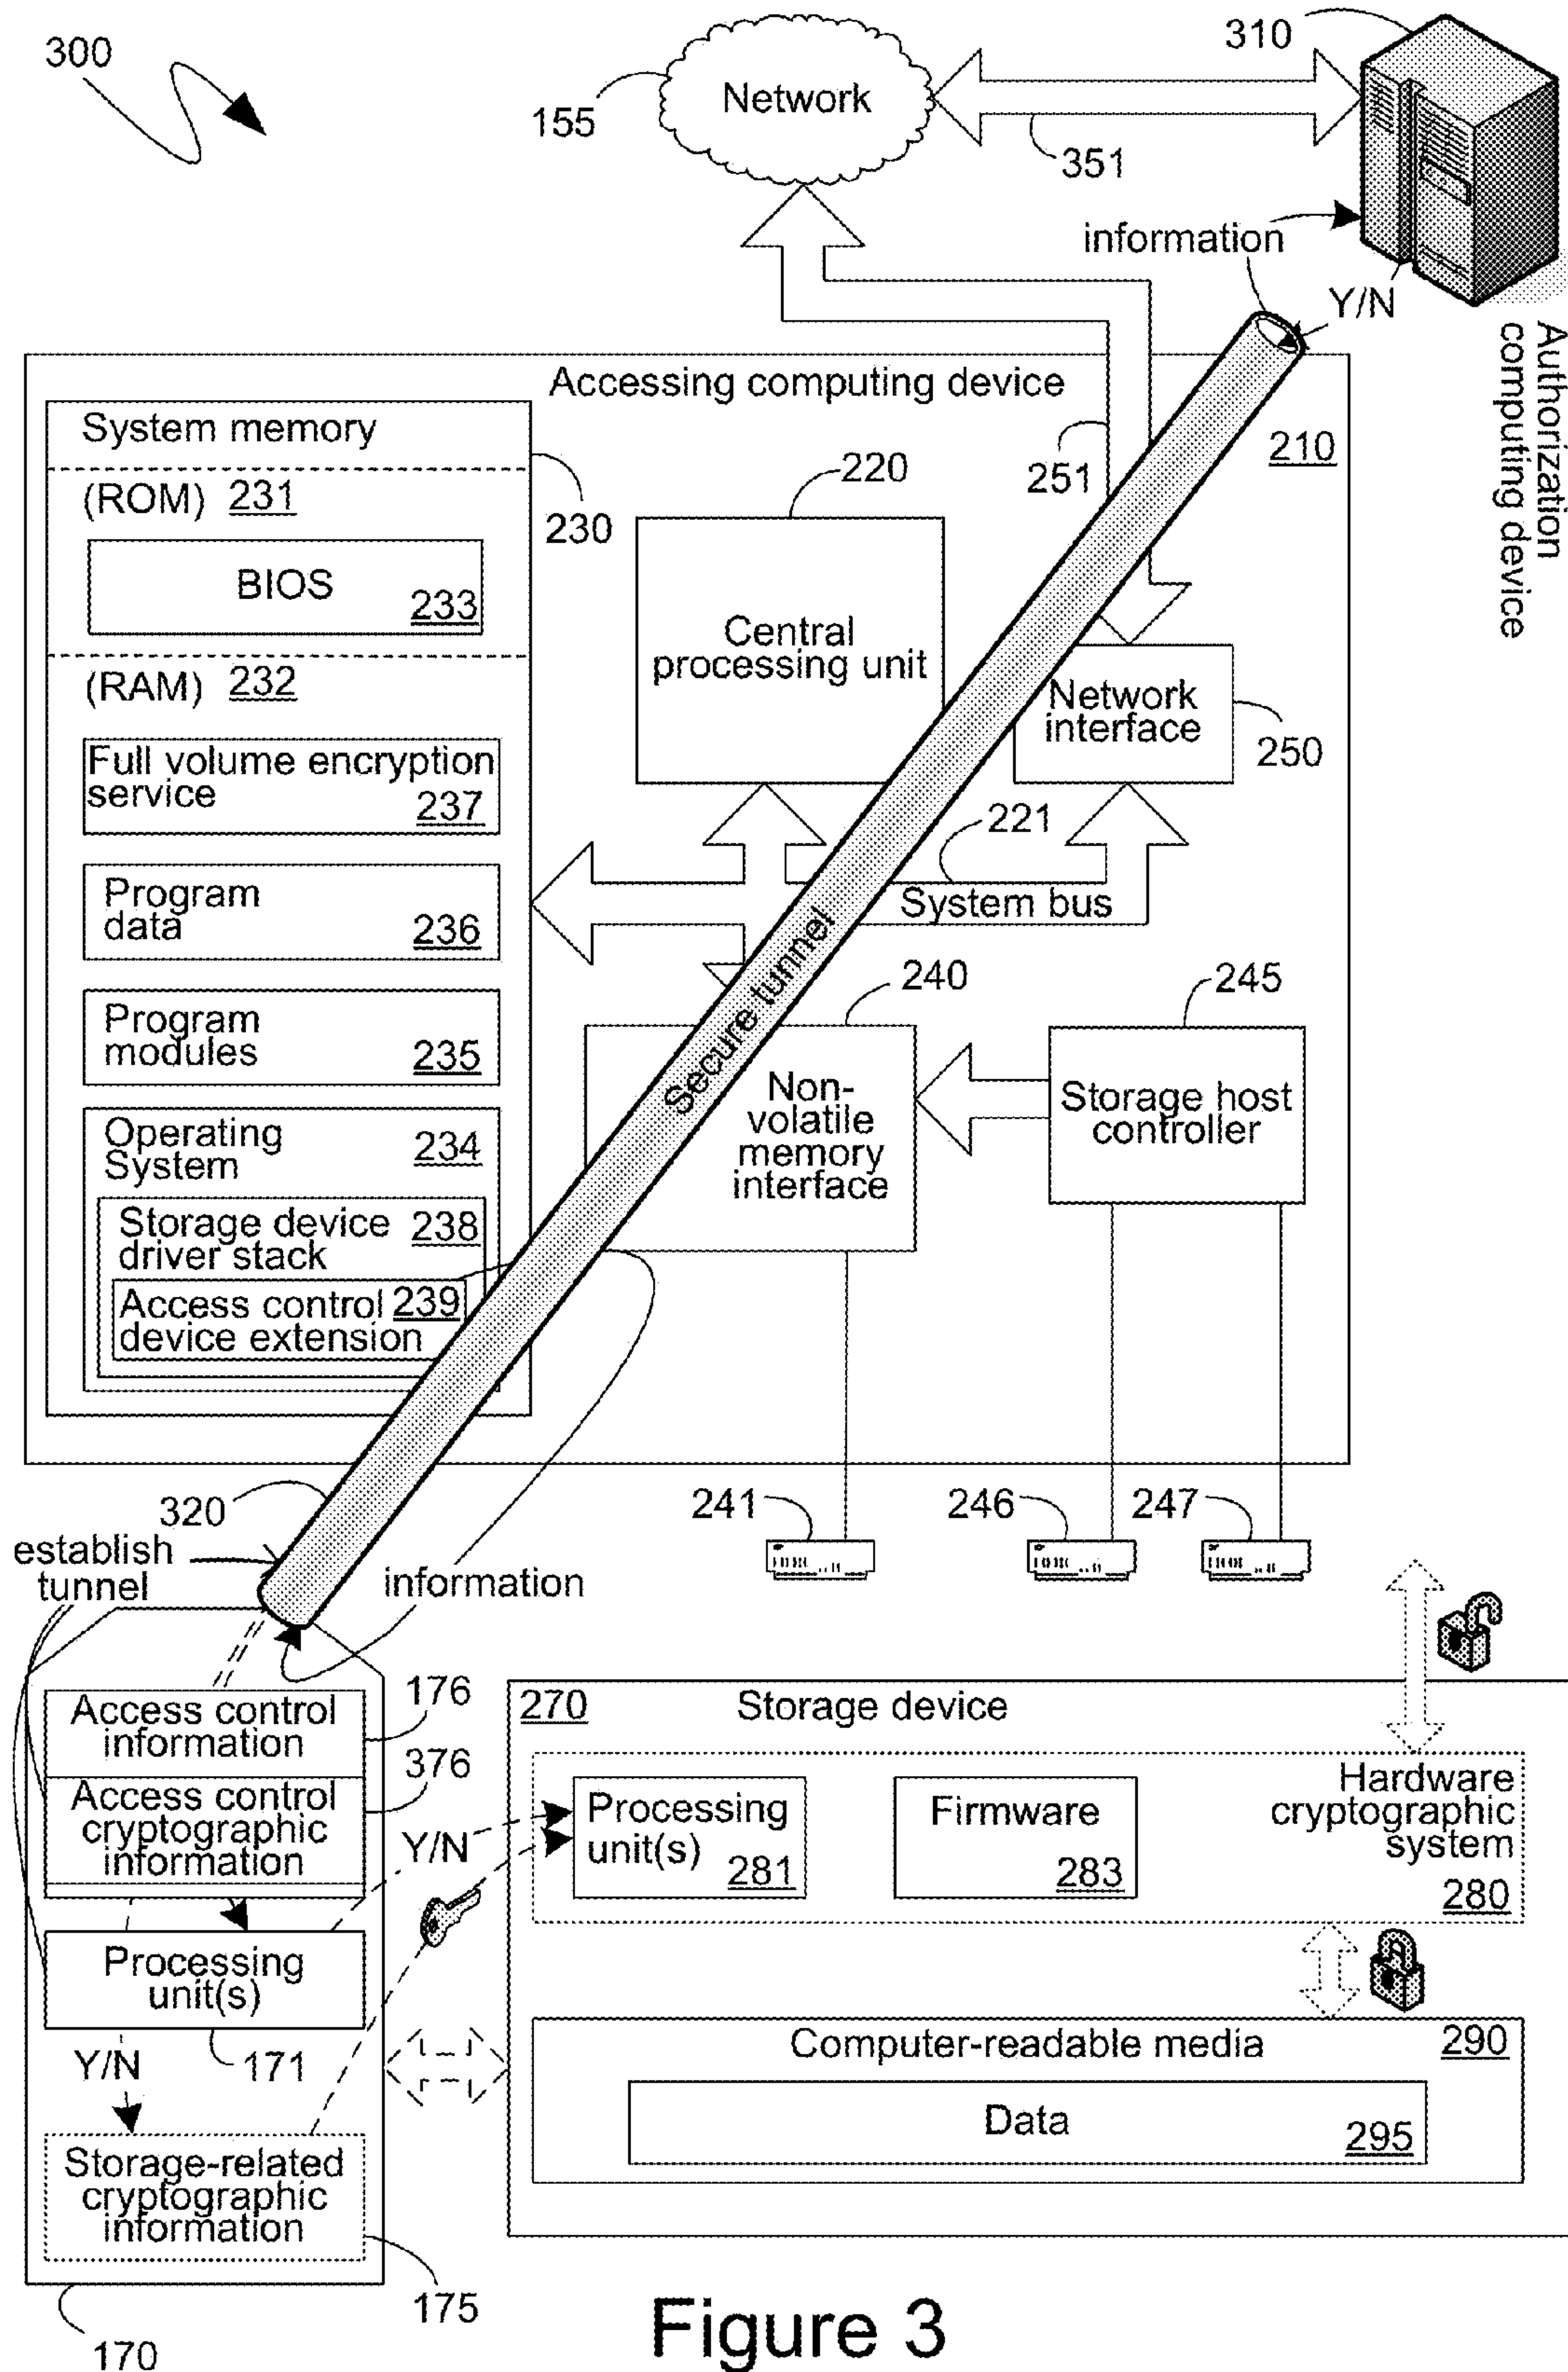 300
155
Network
351
310
information
Y/N
Authorization
computing device
Accessing computing device
210
251
System memory
230
(ROM) 231
BIOS
233
(RAM) 232
Full volume encryption
service
237
Program
data
236
Program
modules
235
Operating
System
234
Storage device
driver stack
238
Access control
device extension
239
220
Central
processing unit
Network
interface
250
221
System bus
Secure tunnel
240
Non-
volatile
memory
interface
245
Storage host
controller
320
241
246
247
establish
tunnel
information
Access control
information
176
Access control
cryptographic
information
376
Y/N
Processing
unit(s)
171
Y/N
Storage-related
cryptographic
information
175
170
270
Storage device
Processing
unit(s)
281
Firmware
283
Hardware
cryptographic
system
280
Computer-readable media
290
Data
295
Figure 3